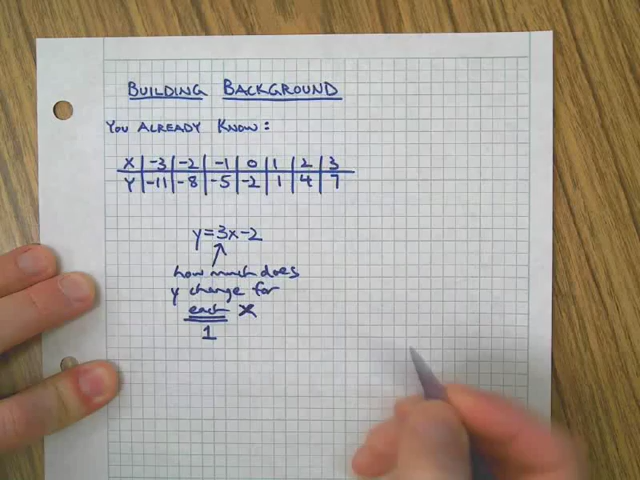 BUILDING BACKGROUND
YOU ALREADY KNOW:
X -3 -2 -1 0 1 2 3
Y -11 -8 -5 -2 1 4 7
y=3x-2
how much does
y change for
each x
1